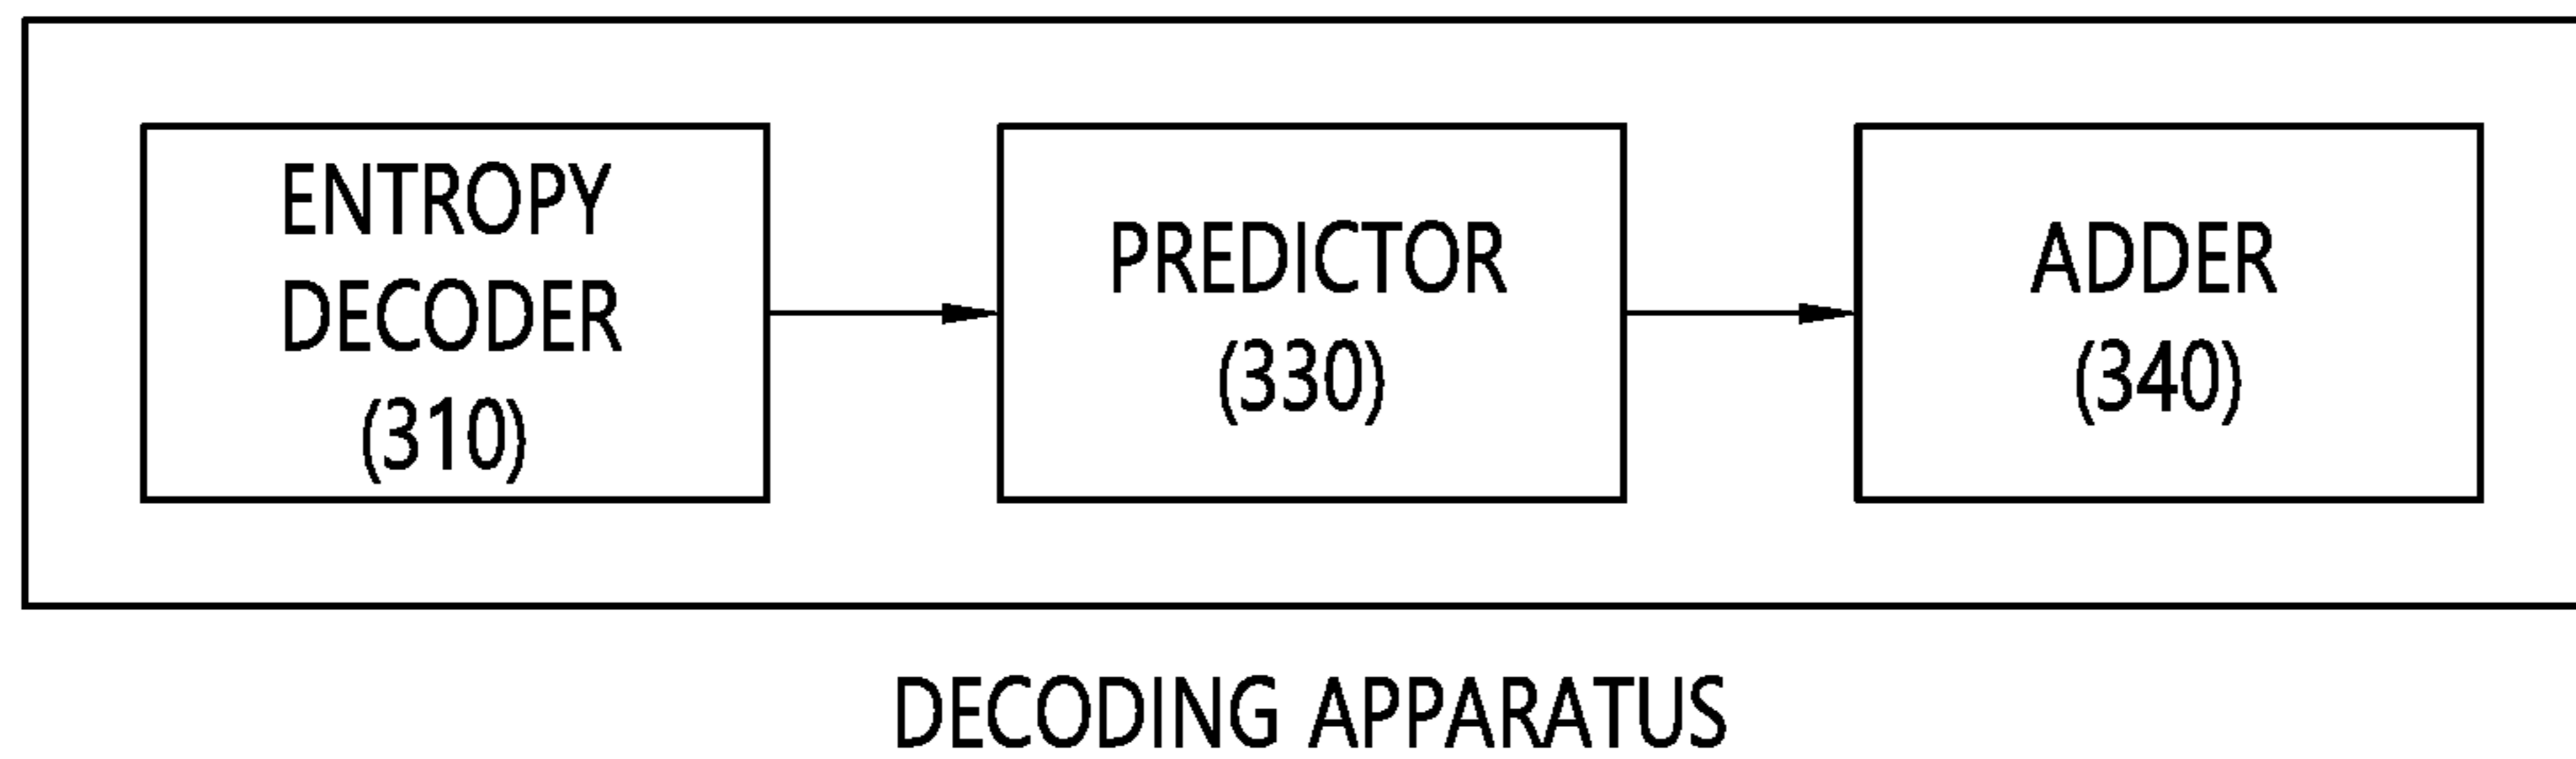 ENTROPY
DECODER
(310)
PREDICTOR
(330)
ADDER
(340)
DECODING APPARATUS